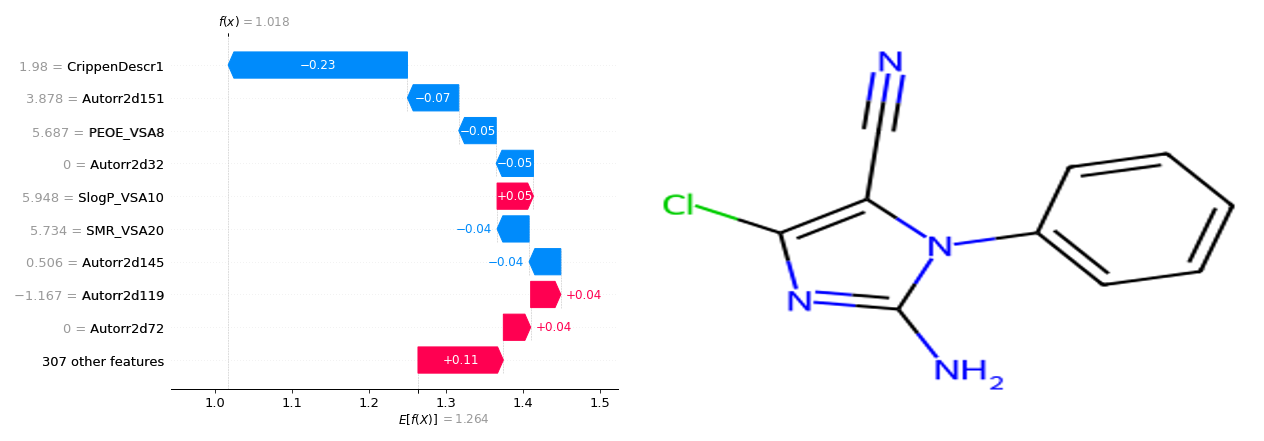 f(x) = 1.018
1.98 = CrippenDescr1
−0.23
3.878 = Autorr2d151
−0.07
5.687 = PEOE_VSA8
−0.05
0 = Autorr2d32
−0.05
5.948 = SlogP_VSA10
+0.05
5.734 = SMR_VSA20
−0.04
0.506 = Autorr2d145
−0.04
−1.167 = Autorr2d119
+0.04
0 = Autorr2d72
+0.04
307 other features
+0.11
1.0 1.1 1.2 1.3 1.4 1.5
E[f(X)] = 1.264
N
Cl
N
N
NH2